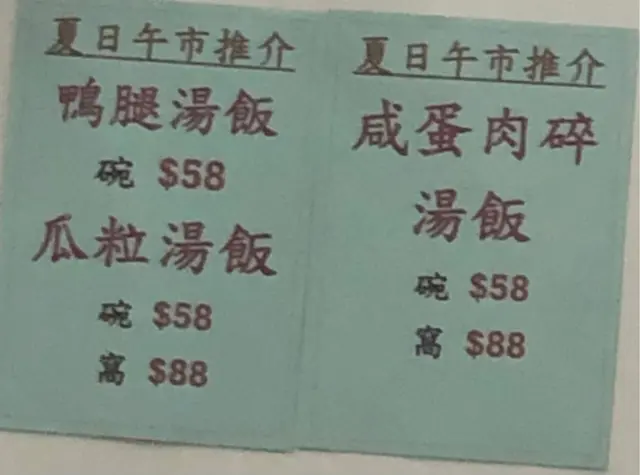 夏日午市推介
鴨腿湯飯
碗 $58
瓜粒湯飯
碗 $58
窩 $88
夏日午市推介
咸蛋肉碎
湯飯
碗 $58
窩 $88